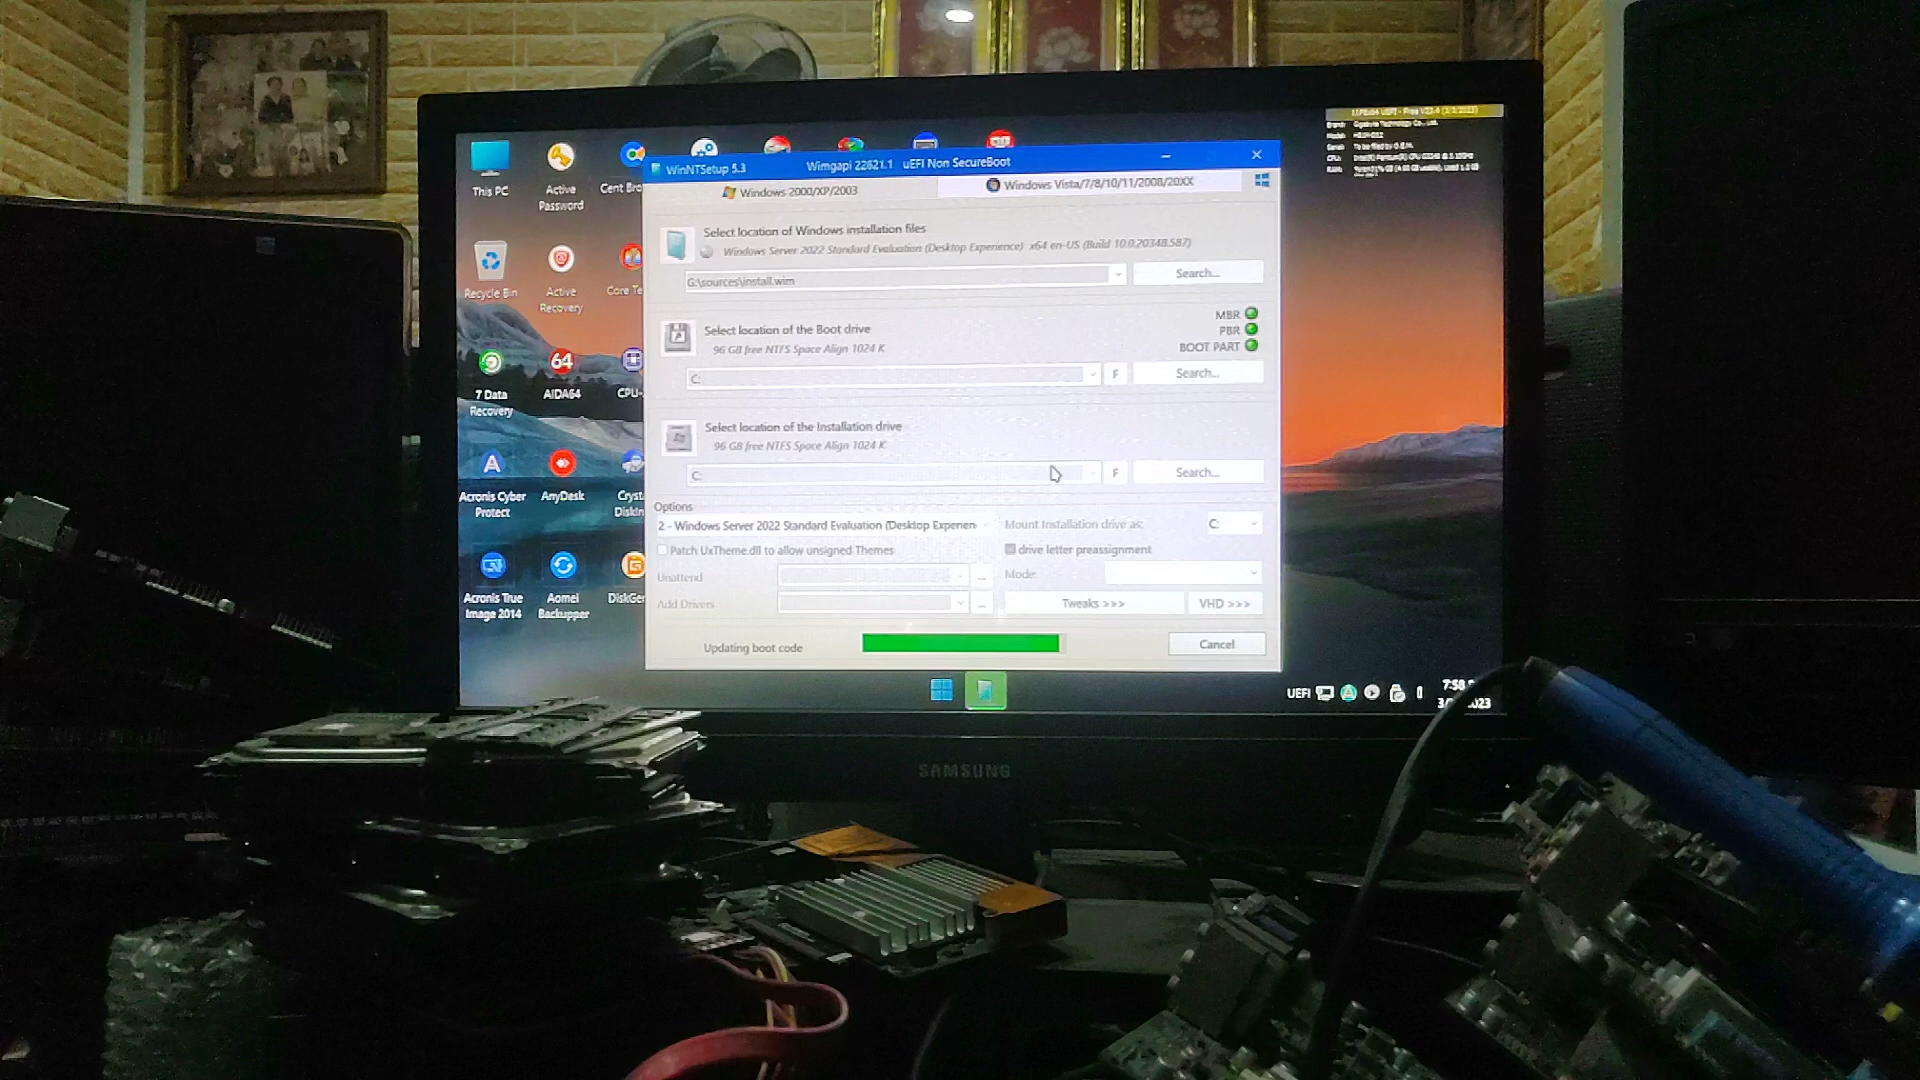 This PC
Active
Password
Cent Bro
Recycle Bin
Active
Recovery
Core Te
7 Data
Recovery
AIDA64
CPU-
Acronis Cyber
Protect
AnyDesk
Cryst
DiskIn
Acronis True
Image 2014
Aomei
Backupper
DiskGen
64
WinNTSetup 5.3
Wimgapi 22621.1 uEFI Non SecureBoot
Windows 2000/XP/2003
Windows Vista/7/8/10/11/2008/20XX
Select location of Windows installation files
Windows Server 2022 Standard Evaluation (Desktop Experience) x64 en-US (Build 10.0.20348.587)
G:\sources\install.wim
Search...
Select location of the Boot drive
96 GB free NTFS Space Align 1024 K
MBR
PBR
BOOT PART
C:
F
Search...
Select location of the Installation drive
96 GB free NTFS Space Align 1024 K
C:
F
Search...
Options
2 - Windows Server 2022 Standard Evaluation (Desktop Experien
Mount Installation drive as:
C:
Patch UxTheme.dll to allow unsigned Themes
drive letter preassignment
Unattend
...
Mode:
Add Drivers
...
Tweaks >>>
VHD >>>
Updating boot code
Cancel
UEFI
7:58
SAMSUNG